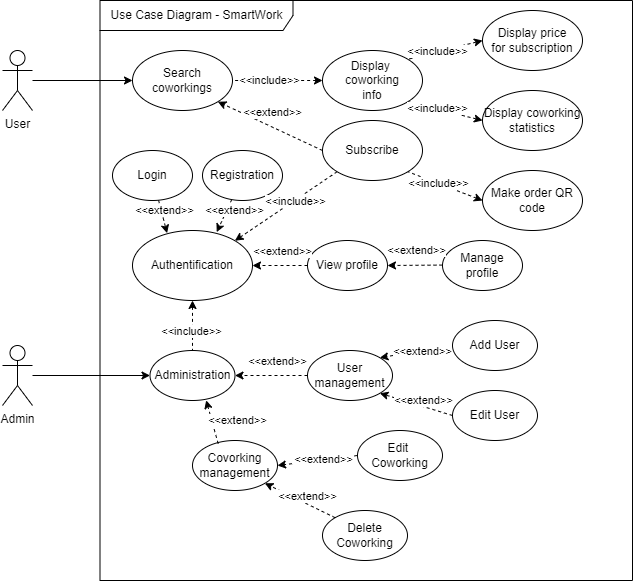 Use Case Diagram - SmartWork
User
Search
coworkings
<<include>>
Display
coworking
info
<<include>>
Display price
for subscription
<<include>>
Display coworking
statistics
<<extend>>
Subscribe
<<include>>
Make order QR
code
<<include>>
Login
Registration
<<extend>>
<<extend>>
Authentification
<<extend>>
View profile
<<extend>>
Manage
profile
<<include>>
Admin
Administration
<<extend>>
User
management
<<extend>>
Add User
<<extend>>
Edit User
<<extend>>
Covorking
management
<<extend>>
Edit
Coworking
<<extend>>
Delete
Coworking